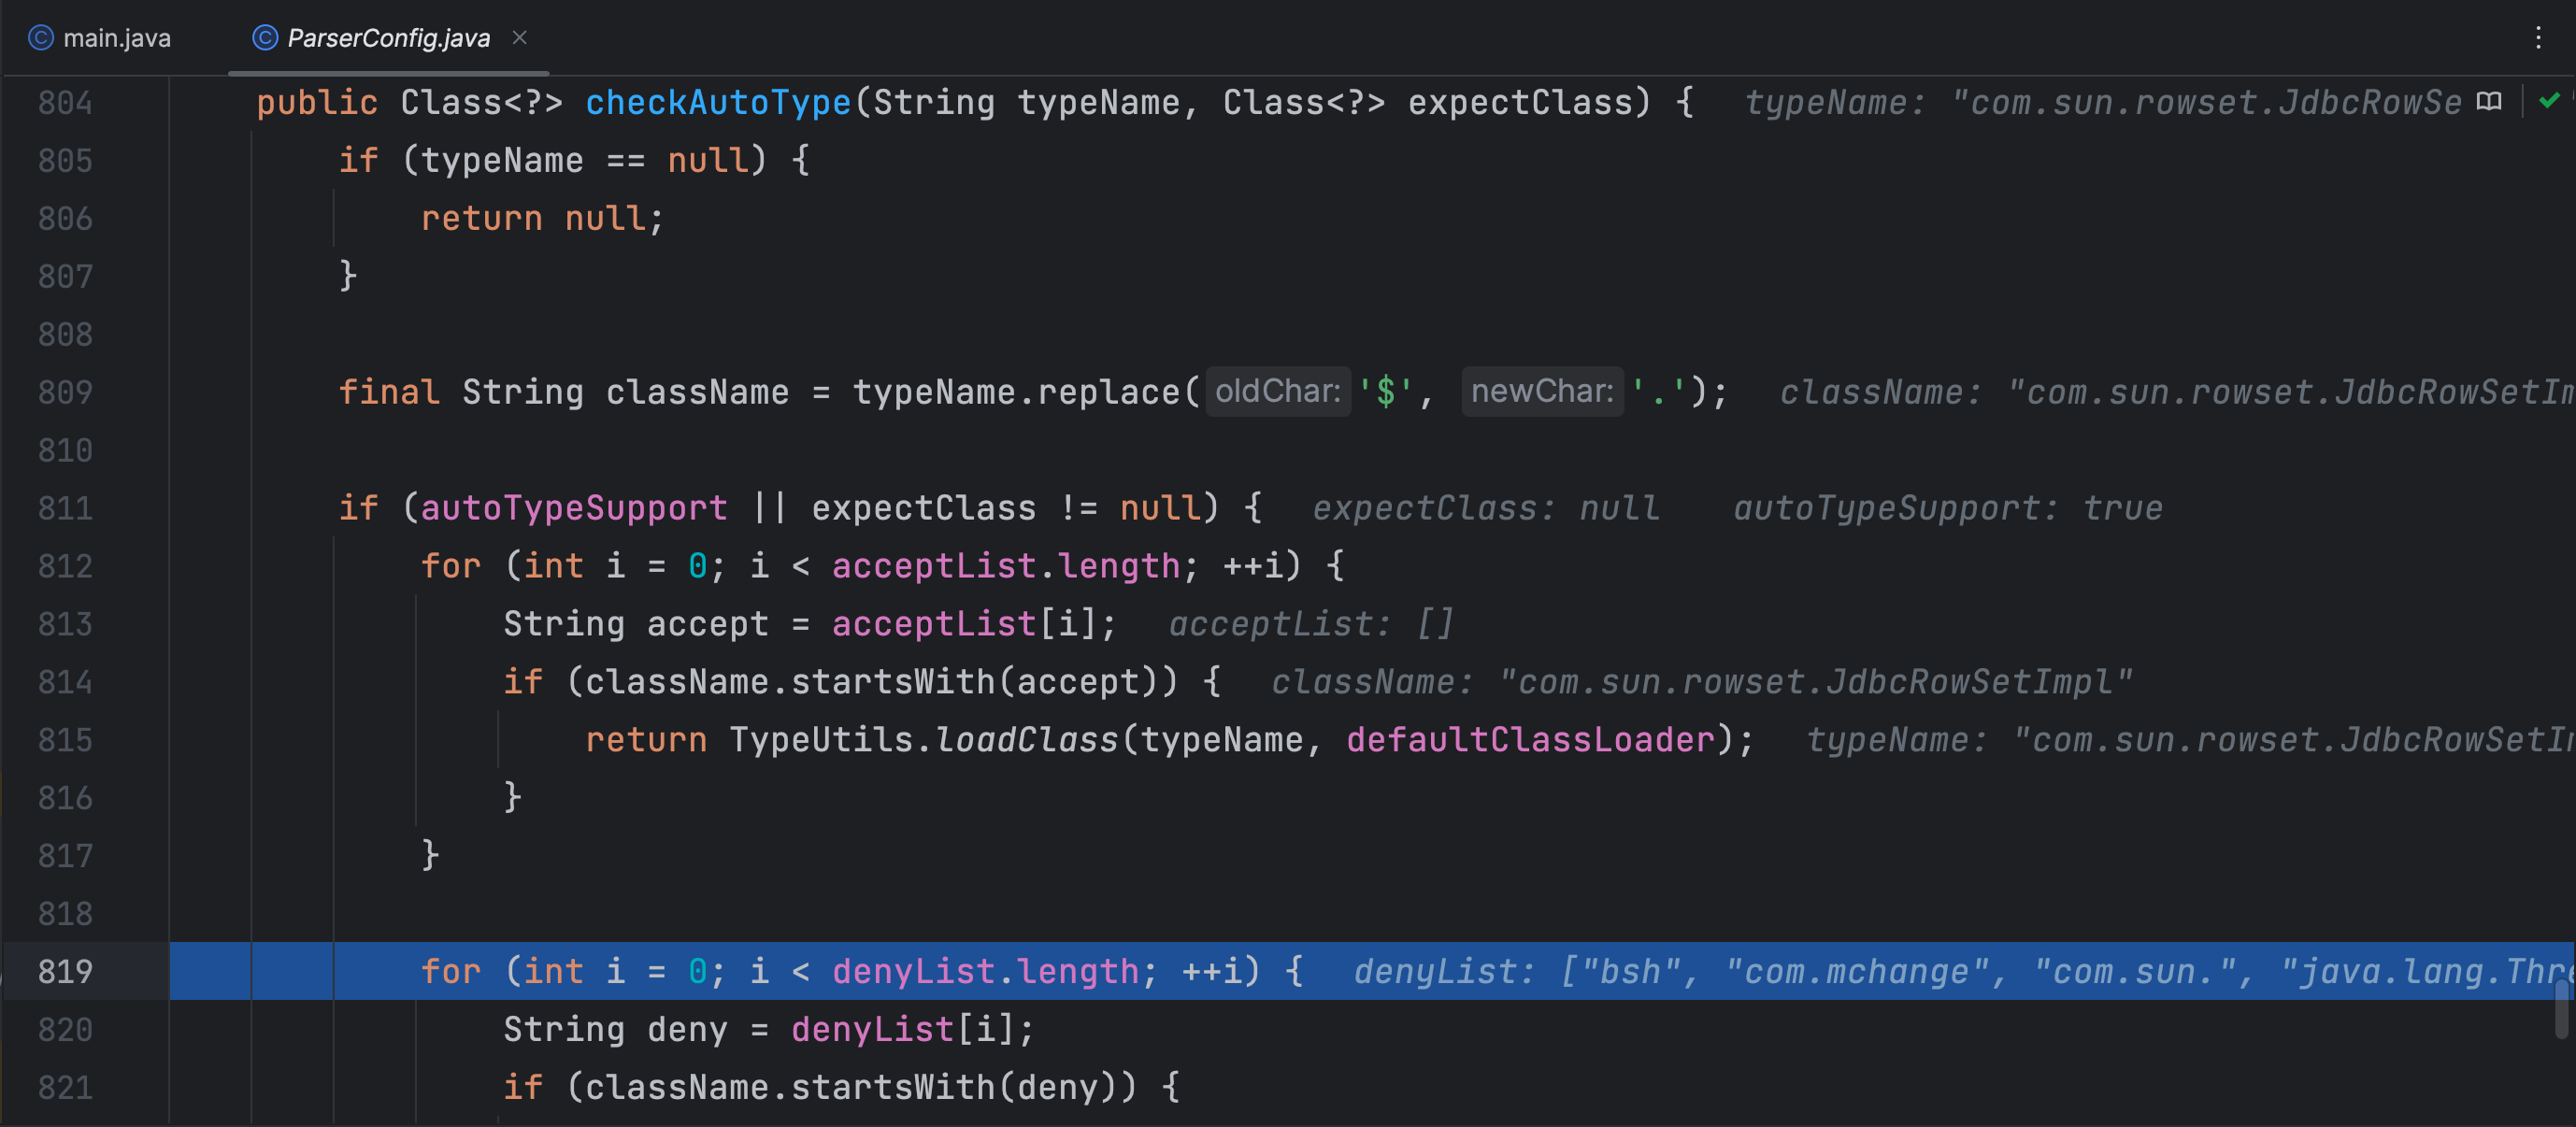 main.java ParserConfig.java
804 public Class<?> checkAutoType(String typeName, Class<?> expectClass) { typeName: "com.sun.rowset.JdbcRowSe
805 if (typeName == null) {
806 return null;
807 }
808
809 final String className = typeName.replace( oldChar: '$', newChar: '.'); className: "com.sun.rowset.JdbcRowSetIm
810
811 if (autoTypeSupport || expectClass != null) { expectClass: null autoTypeSupport: true
812 for (int i = 0; i < acceptList.length; ++i) {
813 String accept = acceptList[i]; acceptList: []
814 if (className.startsWith(accept)) { className: "com.sun.rowset.JdbcRowSetImpl"
815 return TypeUtils.loadClass(typeName, defaultClassLoader); typeName: "com.sun.rowset.JdbcRowSetIm
816 }
817 }
818
819 for (int i = 0; i < denyList.length; ++i) { denyList: ["bsh", "com.mchange", "com.sun.", "java.lang.Thre
820 String deny = denyList[i];
821 if (className.startsWith(deny)) {